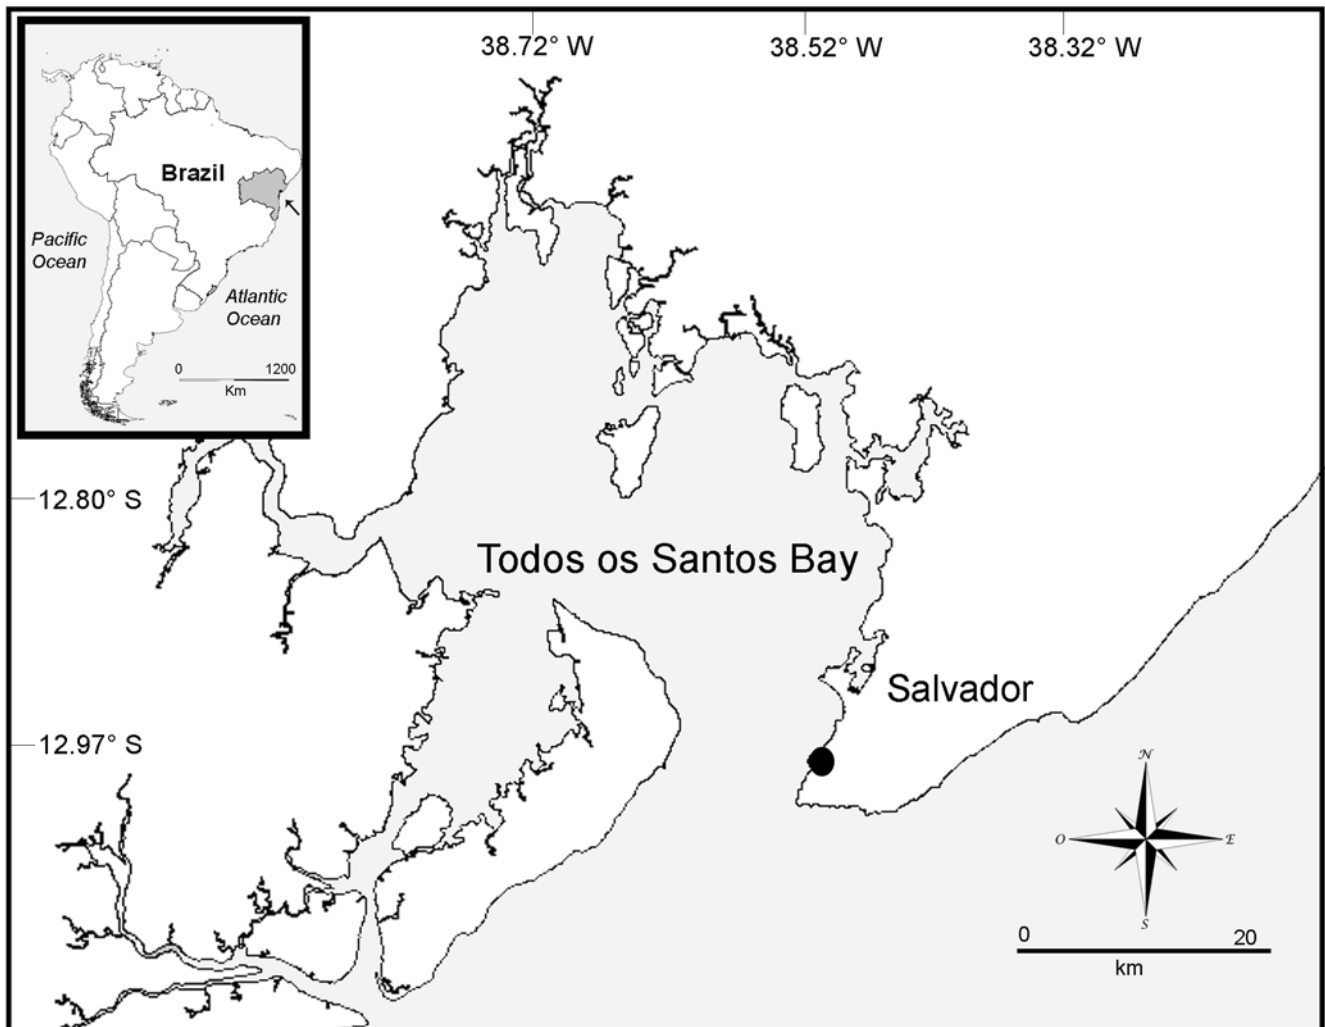 38.72° W
38.52° W
38.32° W
Brazil
Pacific
Ocean
Atlantic
Ocean
0
1200
Km
12.80° S
Todos os Santos Bay
Salvador
12.97° S
N
O
E
S
0
20
km